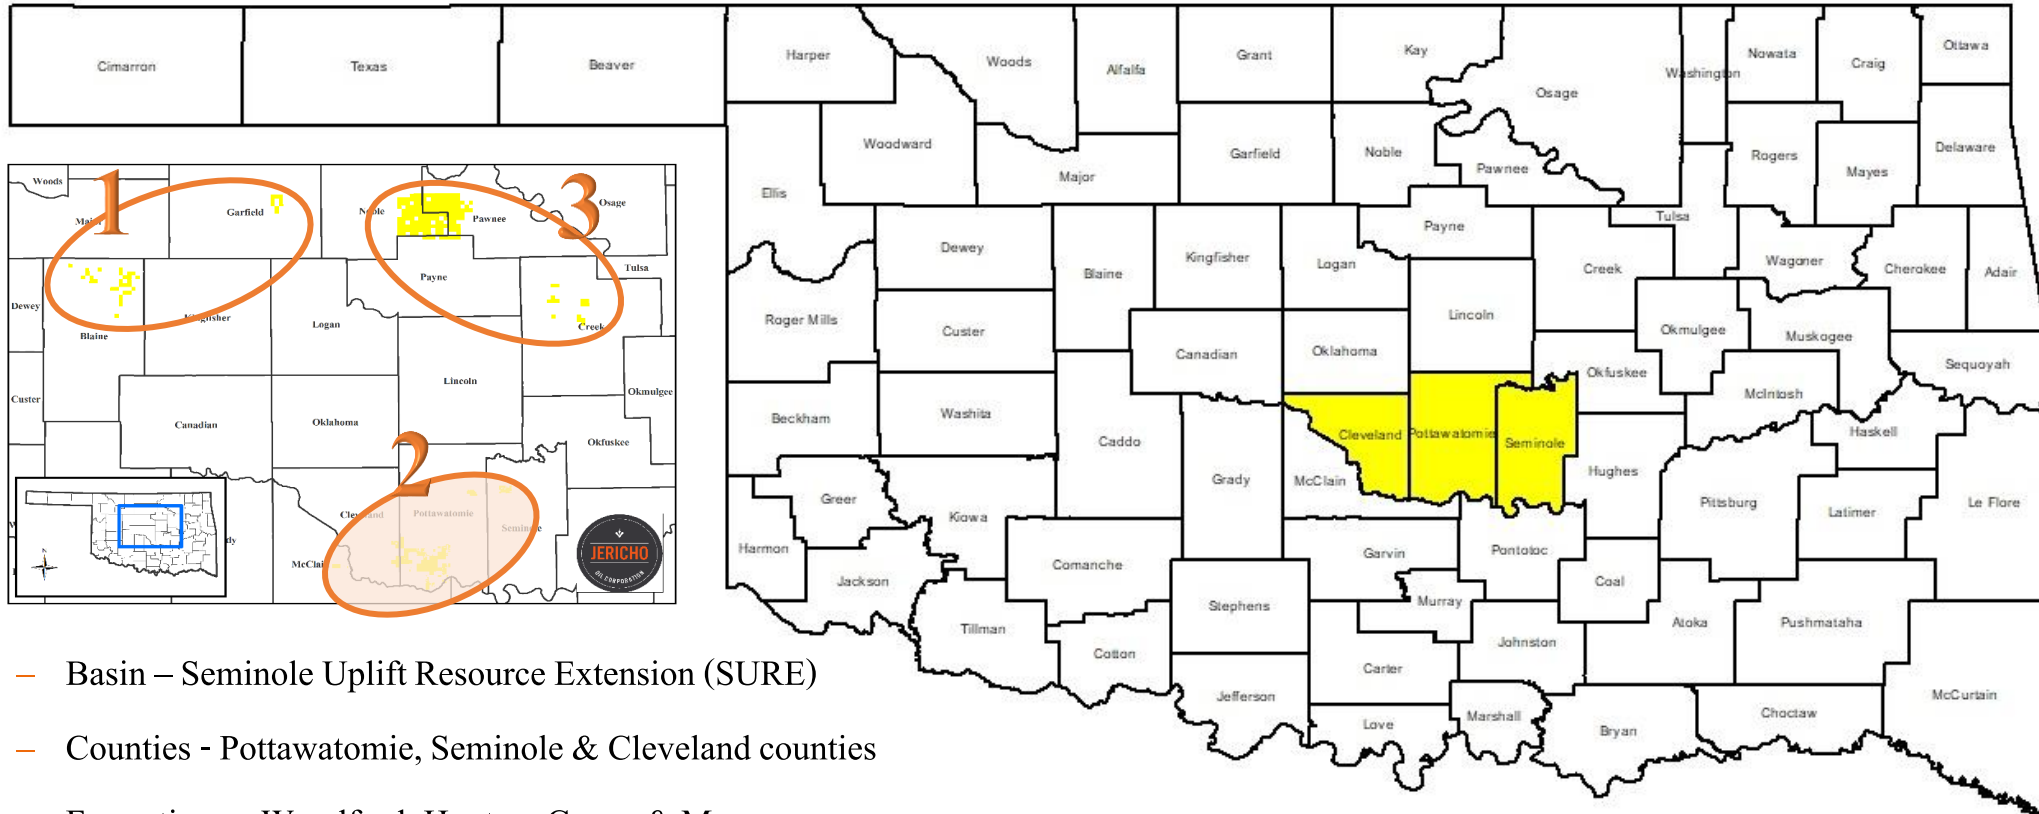 Cimarron
Texas
Beaver
Harper
Woods
Alfalfa
Grant
Kay
Osage
Washington
Nowata
Craig
Ottawa
Woodward
Major
Garfield
Noble
Pawnee
Rogers
Mayes
Delaware
Ellis
Dewey
Blaine
Kingfisher
Logan
Payne
Tulsa
Creek
Wagoner
Cherokee
Adair
Roger Mills
Custer
Canadian
Oklahoma
Lincoln
Okmulgee
Muskogee
Sequoyah
Okfuskee
McIntosh
Beckham
Washita
Caddo
Grady
McClain
Cleveland
Pottawatomie
Seminole
Hughes
Haskell
Pittsburg
Latimer
Le Flore
Greer
Kiowa
Harmon
Jackson
Comanche
Garvin
Pontotoc
Coal
Murray
Stephens
Tillman
Cotton
Johnston
Atoka
Pushmataha
Carter
Jefferson
Love
Marshall
Bryan
Choctaw
McCurtain
Woods
1
Garfield
Noble
Pawnee
3
Osage
Payne
Tulsa
Dewey
Blaine
Kingfisher
Logan
Creek
Custer
Lincoln
Okmulgee
Canadian
Oklahoma
Okfuskee
2
Pottawatomie
Seminole
N
JERICHO
OIL CORPORATION
– Basin – Seminole Uplift Resource Extension (SURE)
– Counties - Pottawatomie, Seminole & Cleveland counties